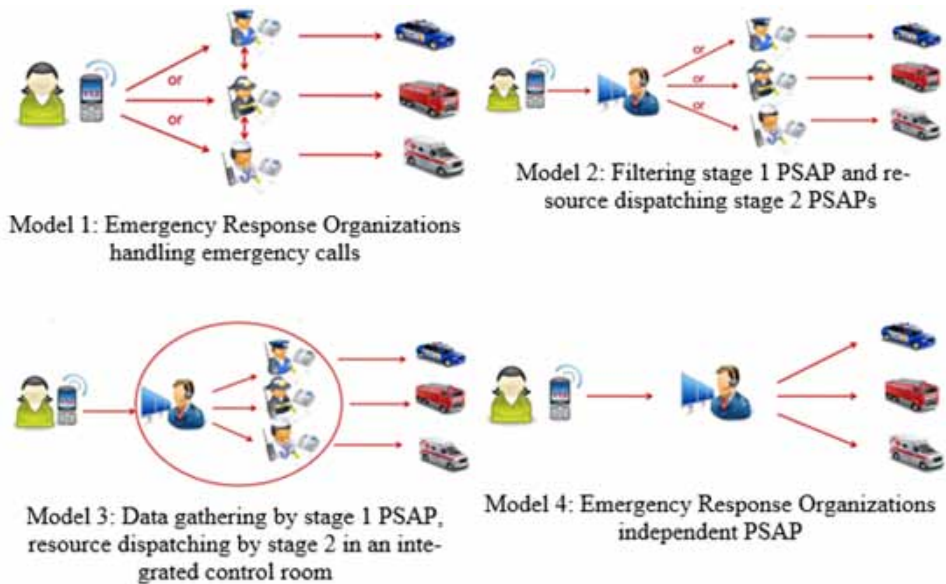 or
or
Model 1: Emergency Response Organizations
handling emergency calls
or
or
or
Model 2: Filtering stage 1 PSAP and re-
source dispatching stage 2 PSAPs
Model 3: Data gathering by stage 1 PSAP,
resource dispatching by stage 2 in an inte-
grated control room
Model 4: Emergency Response Organizations
independent PSAP